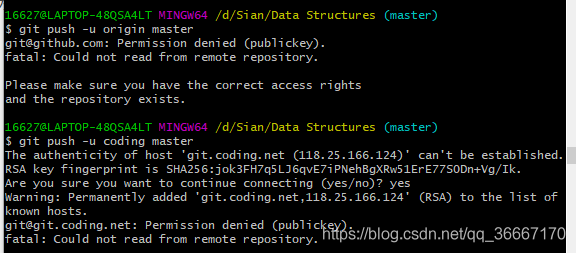 16627@LAPTOP-48QSA4LT MINGW64 /d/Sian/Data Structures (master)
$ git push -u origin master
git@github.com: Permission denied (publickey).
fatal: Could not read from remote repository.
Please make sure you have the correct access rights
and the repository exists.
16627@LAPTOP-48QSA4LT MINGW64 /d/Sian/Data Structures (master)
$ git push -u coding master
The authenticity of host 'git.coding.net (118.25.166.124)' can't be established.
RSA key fingerprint is SHA256:jok3FH7q5LJ6qvE7iPNehBgXRw51ErE77SODn+Vg/Ik.
Are you sure you want to continue connecting (yes/no)? yes
Warning: Permanently added 'git.coding.net,118.25.166.124' (RSA) to the list of
known hosts.
git@git.coding.net: Permission denied (publickey).
fatal: Could not read from remote repository.
https://blog.csdn.net/qq_36667170